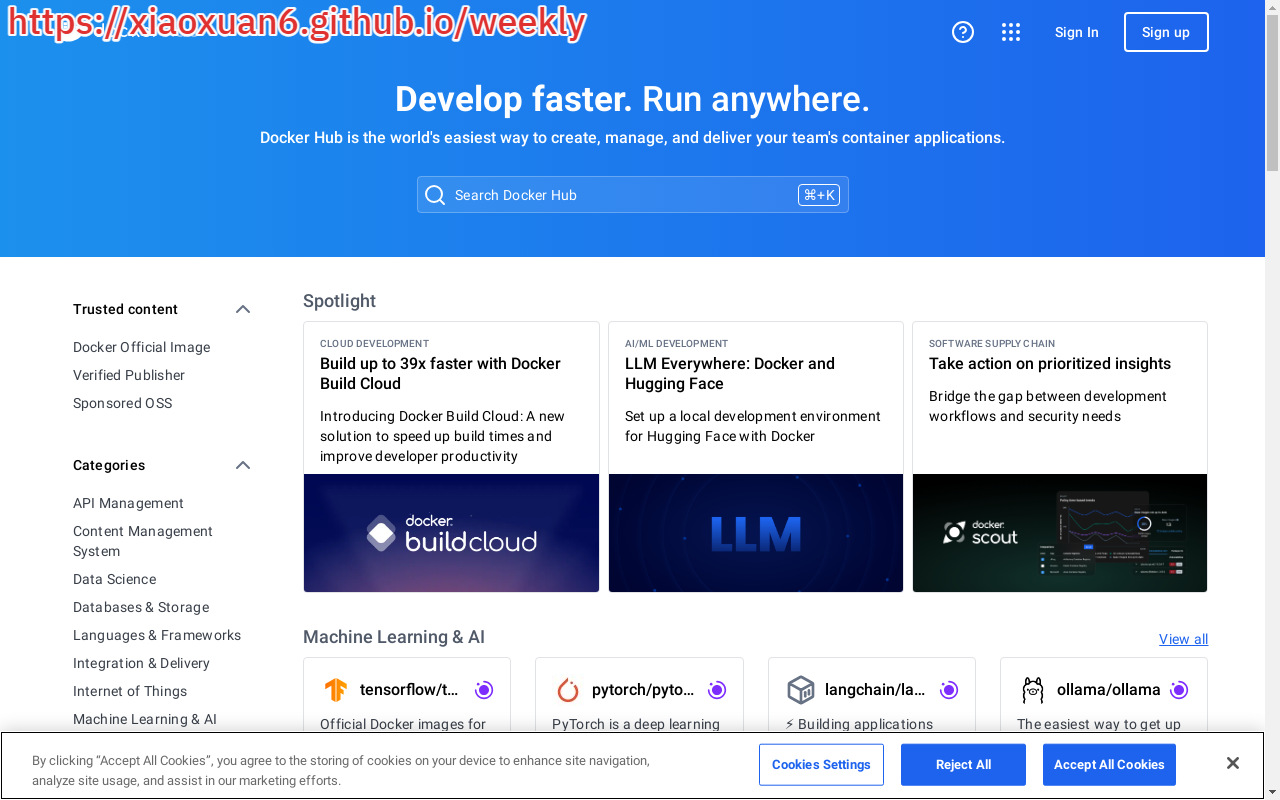 https://xiaoxuan6.github.io/weekly
Sign In
Sign up
Develop faster. Run anywhere.
Docker Hub is the world's easiest way to create, manage, and deliver your team's container applications.
Search Docker Hub
⌘+K
Trusted content
Docker Official Image
Verified Publisher
Sponsored OSS
Categories
API Management
Content Management
System
Data Science
Databases & Storage
Languages & Frameworks
Integration & Delivery
Internet of Things
Machine Learning & AI
Spotlight
CLOUD DEVELOPMENT
Build up to 39x faster with Docker
Build Cloud
Introducing Docker Build Cloud: A new
solution to speed up build times and
improve developer productivity
docker
build cloud
AI/ML DEVELOPMENT
LLM Everywhere: Docker and
Hugging Face
Set up a local development environment
for Hugging Face with Docker
LLM
SOFTWARE SUPPLY CHAIN
Take action on prioritized insights
Bridge the gap between development
workflows and security needs
docker
scout
Machine Learning & AI
View all
tensorflow/t...
Official Docker images for
pytorch/pyto...
PyTorch is a deep learning
langchain/la...
⚡ Building applications
ollama/ollama
The easiest way to get up
By clicking “Accept All Cookies”, you agree to the storing of cookies on your device to enhance site navigation,
analyze site usage, and assist in our marketing efforts.
Cookies Settings
Reject All
Accept All Cookies